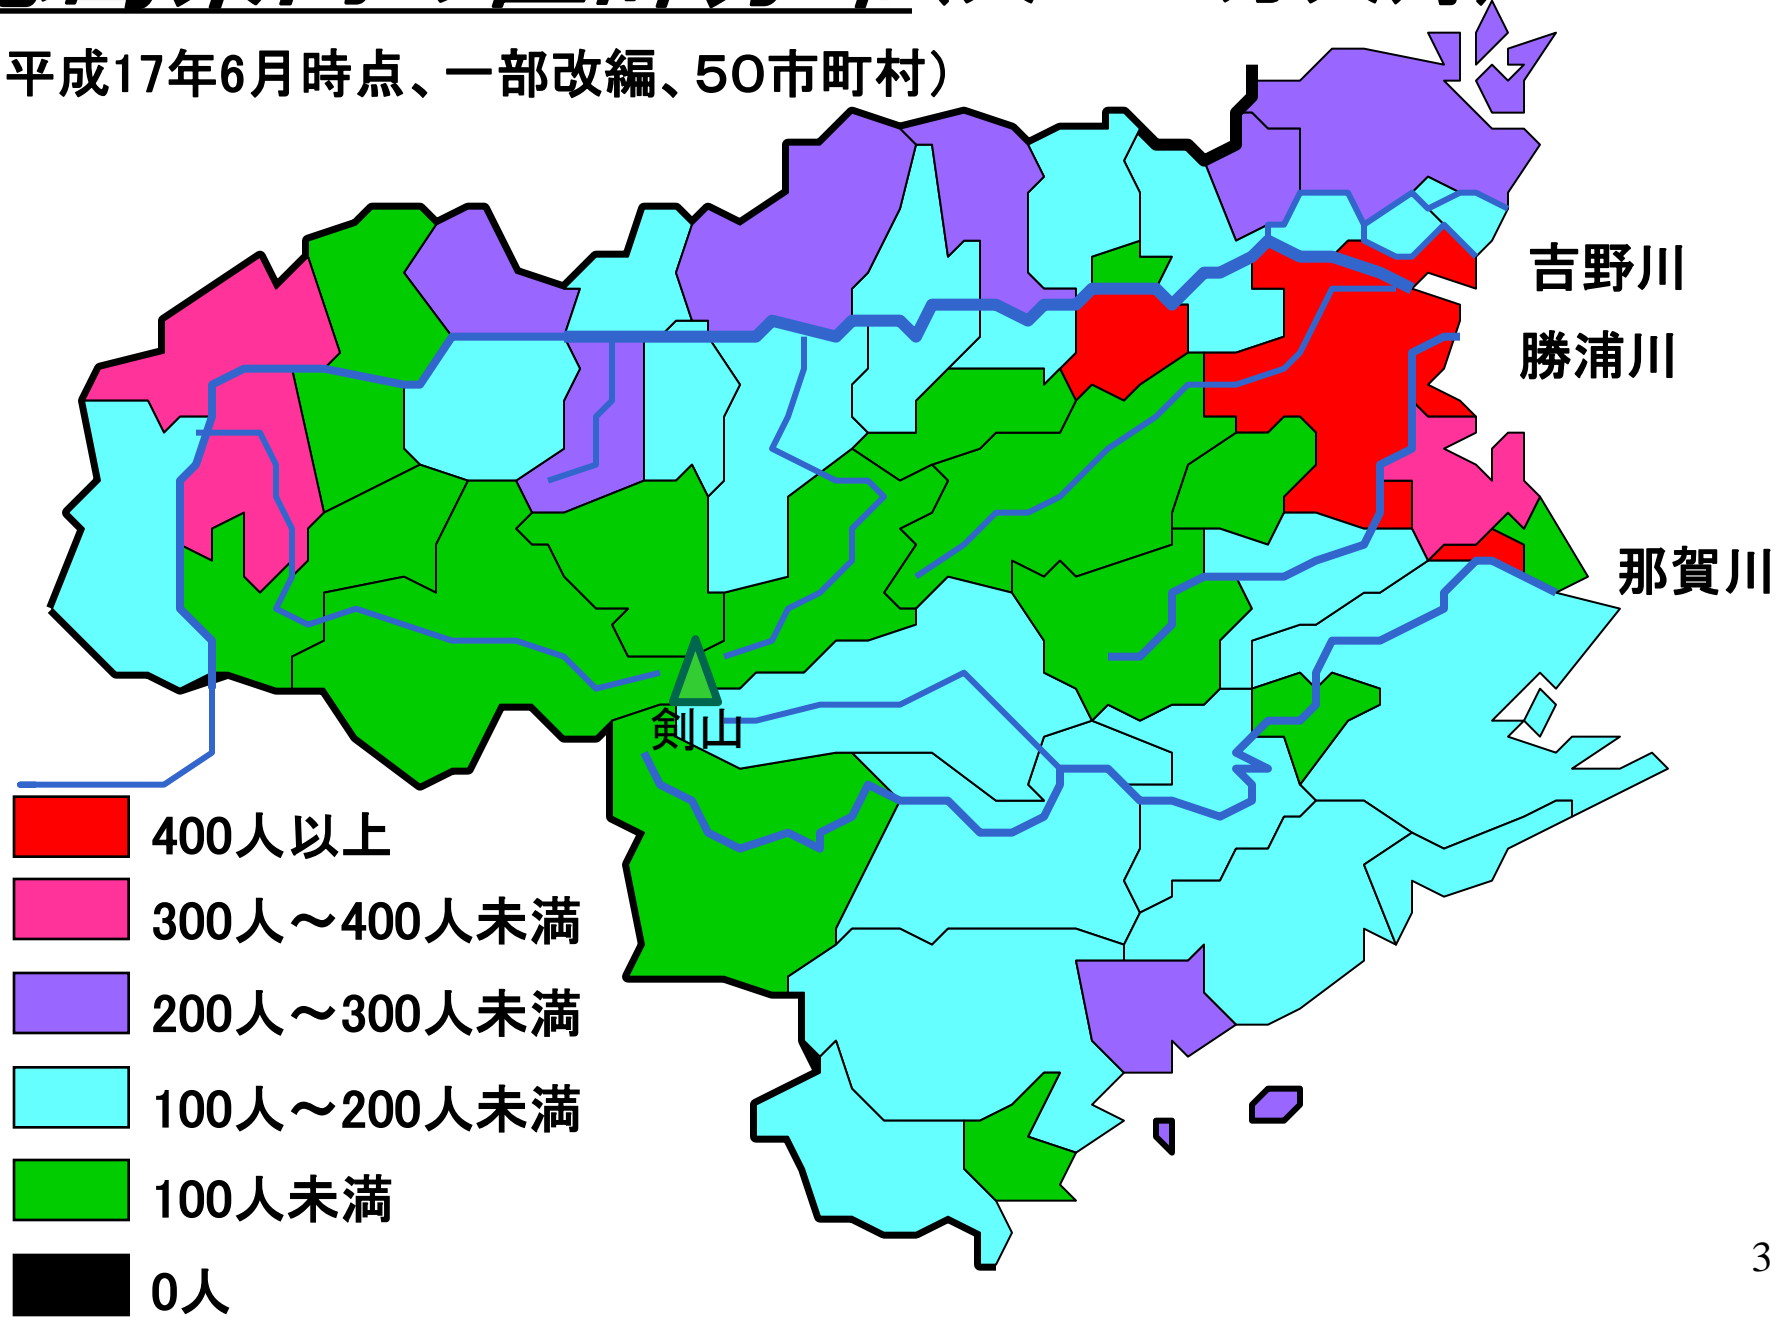 平成17年6月時点、一部改編、50市町村）
吉野川
勝浦川
那賀川
剣山
400人以上
300人～400人未満
200人～300人未満
100人～200人未満
100人未満
0人
3